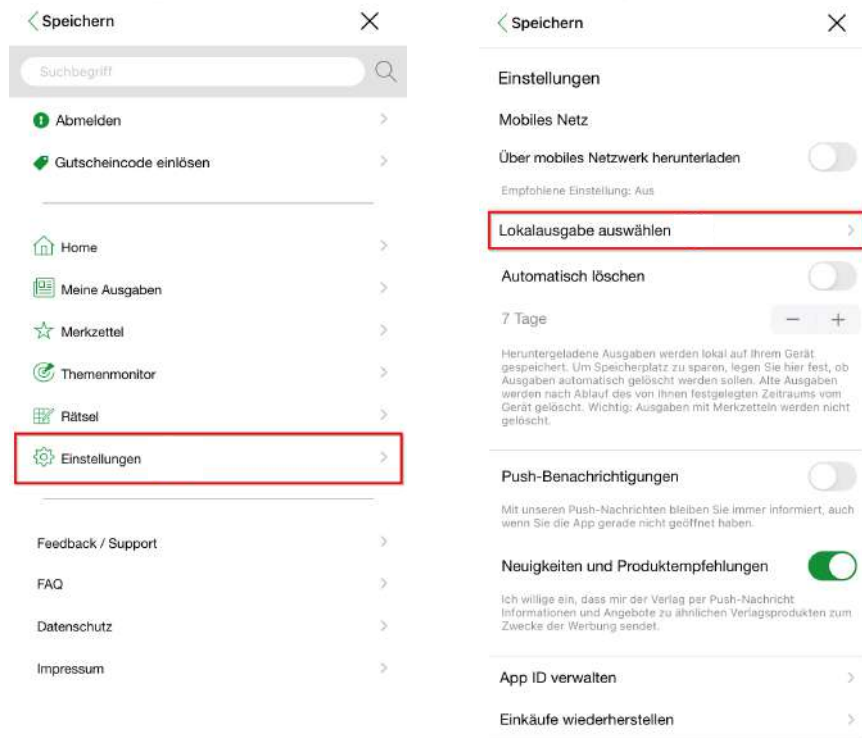 Speichern
Suchbegriff
Abmelden
Gutscheincode einlösen
Home
Meine Ausgaben
Merkzettel
Themenmonitor
Rätsel
Einstellungen
Feedback / Support
FAQ
Datenschutz
Impressum
Speichern
Einstellungen
Mobiles Netz
Über mobiles Netzwerk herunterladen
Empfohlene Einstellung: Aus
Lokalausgabe auswählen
Automatisch löschen
7 Tage
Heruntergeladene Ausgaben werden lokal auf Ihrem Gerät
gespeichert. Um Speicherplatz zu sparen, legen Sie hier fest, ob
Ausgaben automatisch gelöscht werden sollen. Alte Ausgaben
werden nach Ablauf des von Ihnen festgelegten Zeitraums vom
Gerät gelöscht. Wichtig: Ausgaben mit Merkzetteln werden nicht
gelöscht.
Push-Benachrichtigungen
Mit unseren Push-Nachrichten bleiben Sie immer informiert, auch
wenn Sie die App gerade nicht geöffnet haben.
Neuigkeiten und Produktempfehlungen
Ich willige ein, dass mir der Verlag per Push-Nachricht
Informationen und Angebote zu ähnlichen Verlagsprodukten zum
Zwecke der Werbung sendet.
App ID verwalten
Einkäufe wiederherstellen